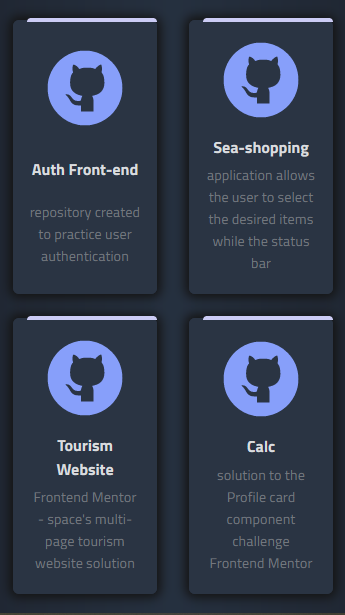 Auth Front-end
repository created
to practice user
authentication
Sea-shopping
application allows
the user to select
the desired items
while the status
bar
Tourism
Website
Frontend Mentor
- space's multi-
page tourism
website solution
Calc
solution to the
Profile card
component
challenge
Frontend Mentor